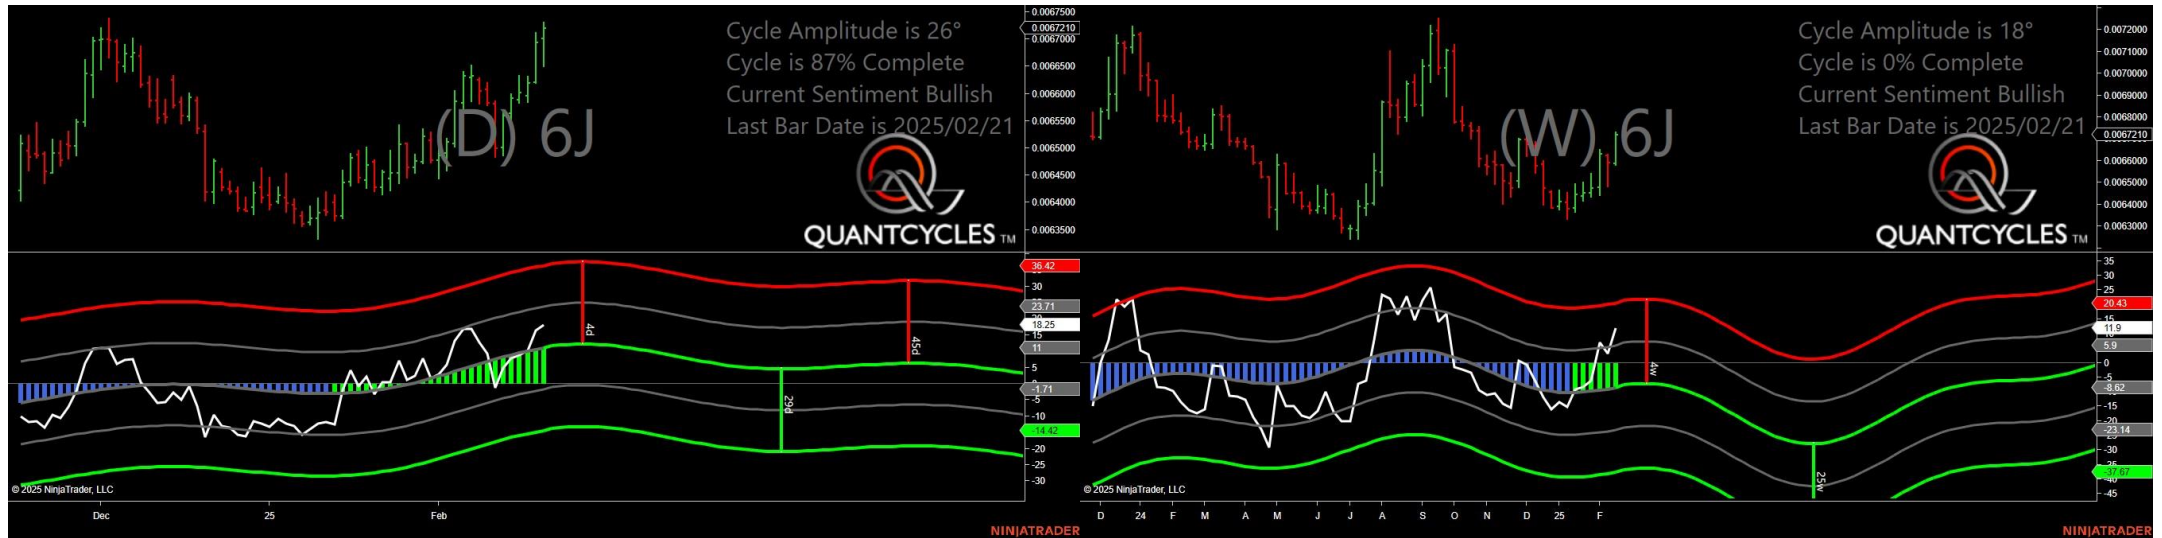 Cycle Amplitude is 26°
Cycle is 87% Complete
Current Sentiment Bullish
Last Bar Date is 2025/02/21
(D) 6J
QUANTCYCLES TM
0.0067500
0.0067210
0.0067000
0.0066500
0.0066000
0.0065500
0.0065000
0.0064500
0.0064000
0.0063500
36.42
30
23.71
18.25
15
11
5
-1.71
-5
-10
-14.42
-20
-25
-30
4d
29d
45d
© 2025 NinjaTrader, LLC
Dec
25
Feb
NINJATRADER
Cycle Amplitude is 18°
Cycle is 0% Complete
Current Sentiment Bullish
Last Bar Date is 2025/02/21
(W) 6J
QUANTCYCLES TM
0.0072000
0.0071000
0.0070000
0.0069000
0.0068000
0.0067210
0.0066000
0.0065000
0.0064000
0.0063000
35
30
25
20.43
15
11.9
5.9
0
-5
-8.62
-15
-20
-23.14
-30
-35
-37.67
-40
-45
4w
25w
© 2025 NinjaTrader, LLC
D
24
F
M
A
M
J
J
A
S
O
N
D
25
F
NINJATRADER